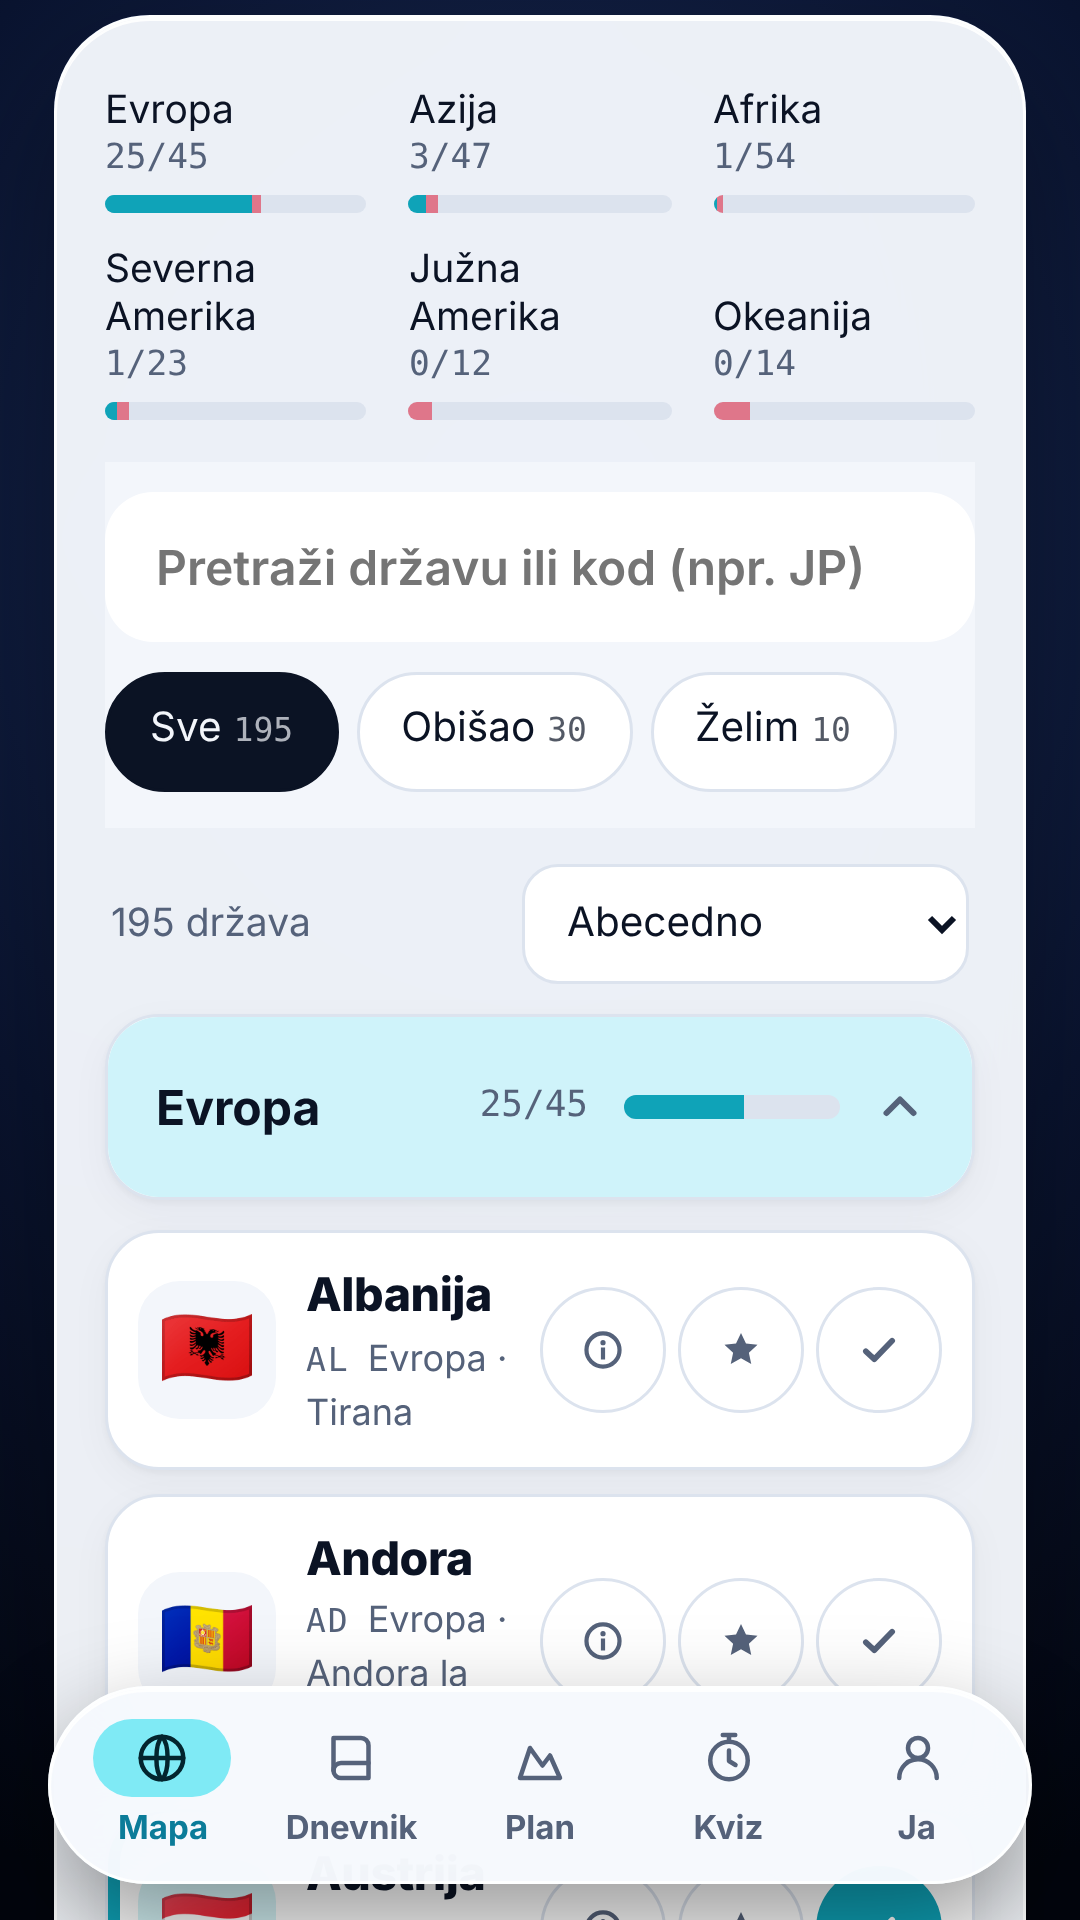 Evropa
25/45
Azija
3/47
Afrika
1/54
Severna
Amerika
1/23
Južna
Amerika
0/12
Okeanija
0/14
Pretraži državu ili kod (npr. JP)
Sve 195
Obišao 30
Želim 10
195 država
Abecedno
Evropa 25/45
Albanija
AL Evropa ·
Tirana
Andora
AD Evropa ·
Andora la
Mapa
Dnevnik
Plan
Kviz
Ja
Austrija